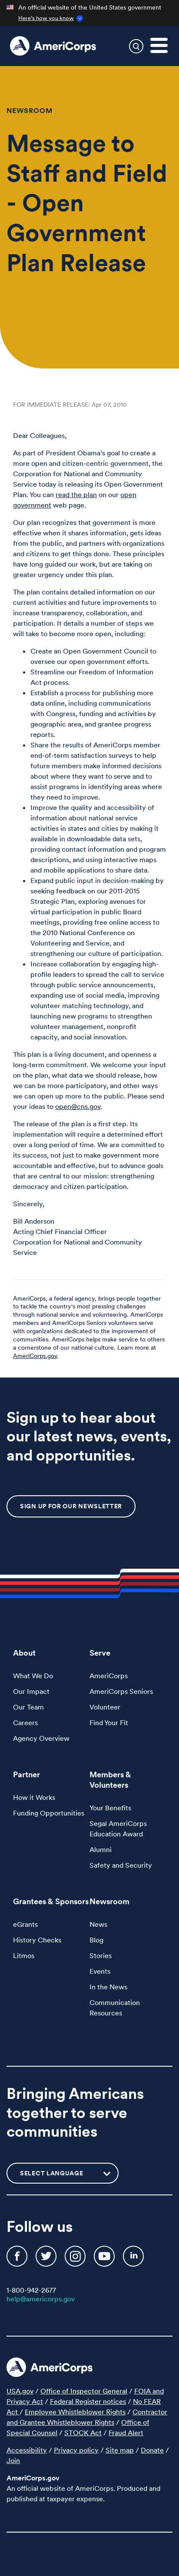 An official website of the United States government
Here's how you know
AmeriCorps
NEWSROOM
Message to
Staff and Field
- Open
Government
Plan Release
FOR IMMEDIATE RELEASE: Apr 07, 2010
Dear Colleagues,
As part of President Obama's goal to create a
more open and citizen-centric government, the
Corporation for National and Community
Service today is releasing its Open Government
Plan. You can read the plan on our open
government web page.
Our plan recognizes that government is more
effective when it shares information, gets ideas
from the public, and partners with organizations
and citizens to get things done. These principles
have long guided our work, but are taking on
greater urgency under this plan.
The plan contains detailed information on our
current activities and future improvements to
increase transparency, collaboration, and
participation. It details a number of steps we
will take to become more open, including:
• Create an Open Government Council to
oversee our open government efforts.
• Streamline our Freedom of Information
Act process.
• Establish a process for publishing more
data online, including communications
with Congress, funding and activities by
geographic area, and grantee progress
reports.
• Share the results of AmeriCorps member
end-of-term satisfaction surveys to help
future members make informed decisions
about where they want to serve and to
assist programs in identifying areas where
they need to improve.
• Improve the quality and accessibility of
information about national service
activities in states and cities by making it
available in downloadable data sets,
providing contact information and program
descriptions, and using interactive maps
and mobile applications to share data.
• Expand public input in decision-making by
seeking feedback on our 2011-2015
Strategic Plan, exploring avenues for
virtual participation in public Board
meetings, providing free online access to
the 2010 National Conference on
Volunteering and Service, and
strengthening our culture of participation.
• Increase collaboration by engaging high-
profile leaders to spread the call to service
through public service announcements,
expanding use of social media, improving
volunteer matching technology, and
launching new programs to strengthen
volunteer management, nonprofit
capacity, and social innovation.
This plan is a living document, and openness a
long-term commitment. We welcome your input
on the plan, what data we should release, how
we can be more participatory, and other ways
we can open up more to the public. Please send
your ideas to open@cns.gov.
The release of the plan is a first step. Its
implementation will require a determined effort
over a period of time. We are committed to its
success, not just to make government more
accountable and effective, but to advance goals
that are central to our mission: strengthening
democracy and citizen participation.
Sincerely,
Bill Anderson
Acting Chief Financial Officer
Corporation for National and Community
Service
AmeriCorps, a federal agency, brings people together
to tackle the country's most pressing challenges
through national service and volunteering. AmeriCorps
members and AmeriCorps Seniors volunteers serve
with organizations dedicated to the improvement of
communities. AmeriCorps helps make service to others
a cornerstone of our national culture. Learn more at
AmeriCorps.gov.
Sign up to hear about
our latest news, events,
and opportunities.
SIGN UP FOR OUR NEWSLETTER
About
What We Do
Our Impact
Our Team
Careers
Agency Overview
Serve
AmeriCorps
AmeriCorps Seniors
Volunteer
Find Your Fit
Partner
How it Works
Funding Opportunities
Members &
Volunteers
Your Benefits
Segal AmeriCorps
Education Award
Alumni
Safety and Security
Grantees & Sponsors
eGrants
History Checks
Litmos
Newsroom
News
Blog
Stories
Events
In the News
Communication
Resources
Bringing Americans
together to serve
communities
SELECT LANGUAGE
Follow us
1-800-942-2677
help@americorps.gov
AmeriCorps
USA.gov / Office of Inspector General / FOIA and
Privacy Act / Federal Register notices / No FEAR
Act / Employee Whistleblower Rights / Contractor
and Grantee Whistleblower Rights / Office of
Special Counsel / STOCK Act / Fraud Alert
Accessibility / Privacy policy / Site map / Donate /
Join
AmeriCorps.gov
An official website of AmeriCorps. Produced and
published at taxpayer expense.